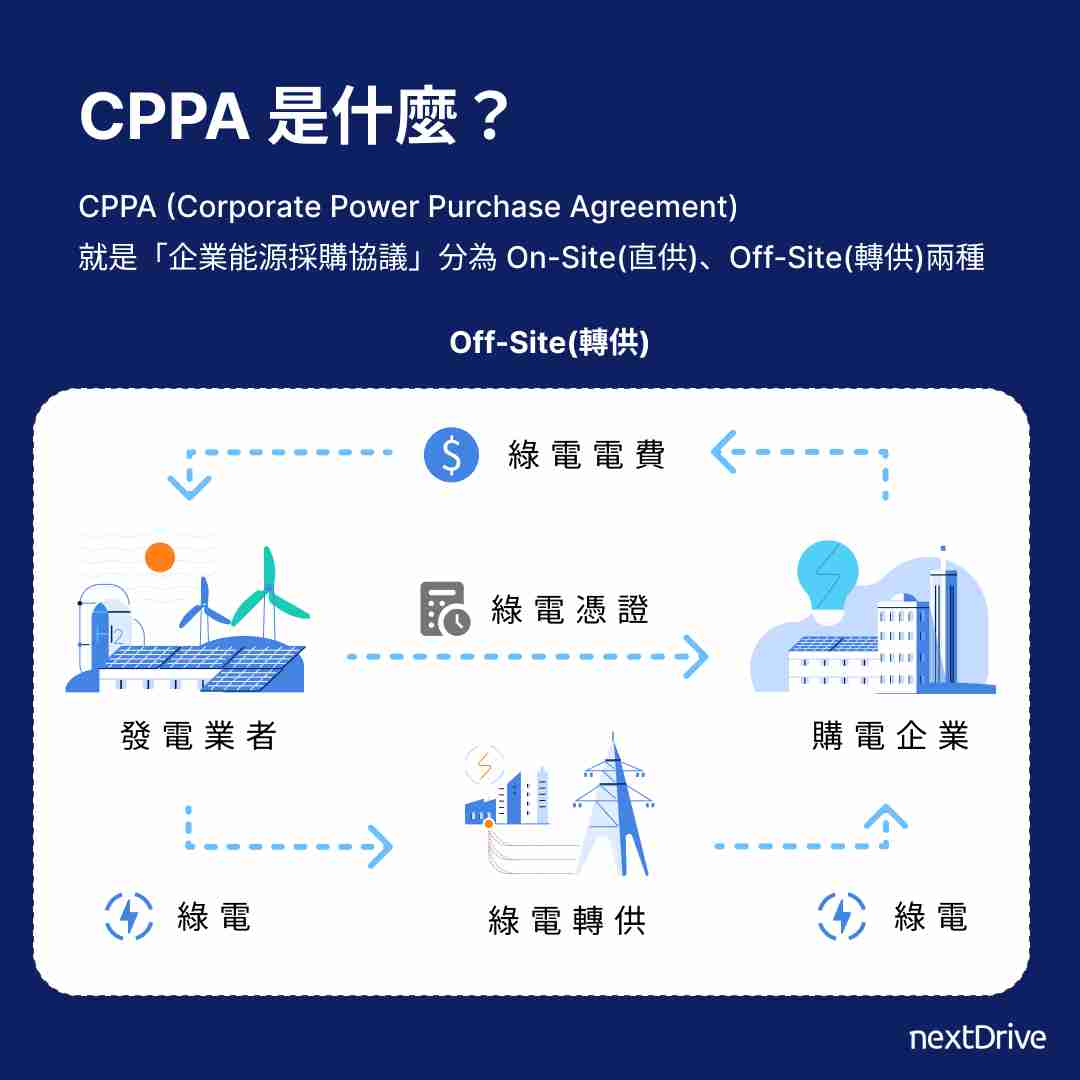 CPPA 是什麼？
CPPA (Corporate Power Purchase Agreement)
就是「企業能源採購協議」分為 On-Site(直供)、Off-Site(轉供)兩種
Off-Site(轉供)
$ 綠電電費
綠電憑證
H2
發電業者
購電企業
綠電
綠電轉供
綠電
nextDrive